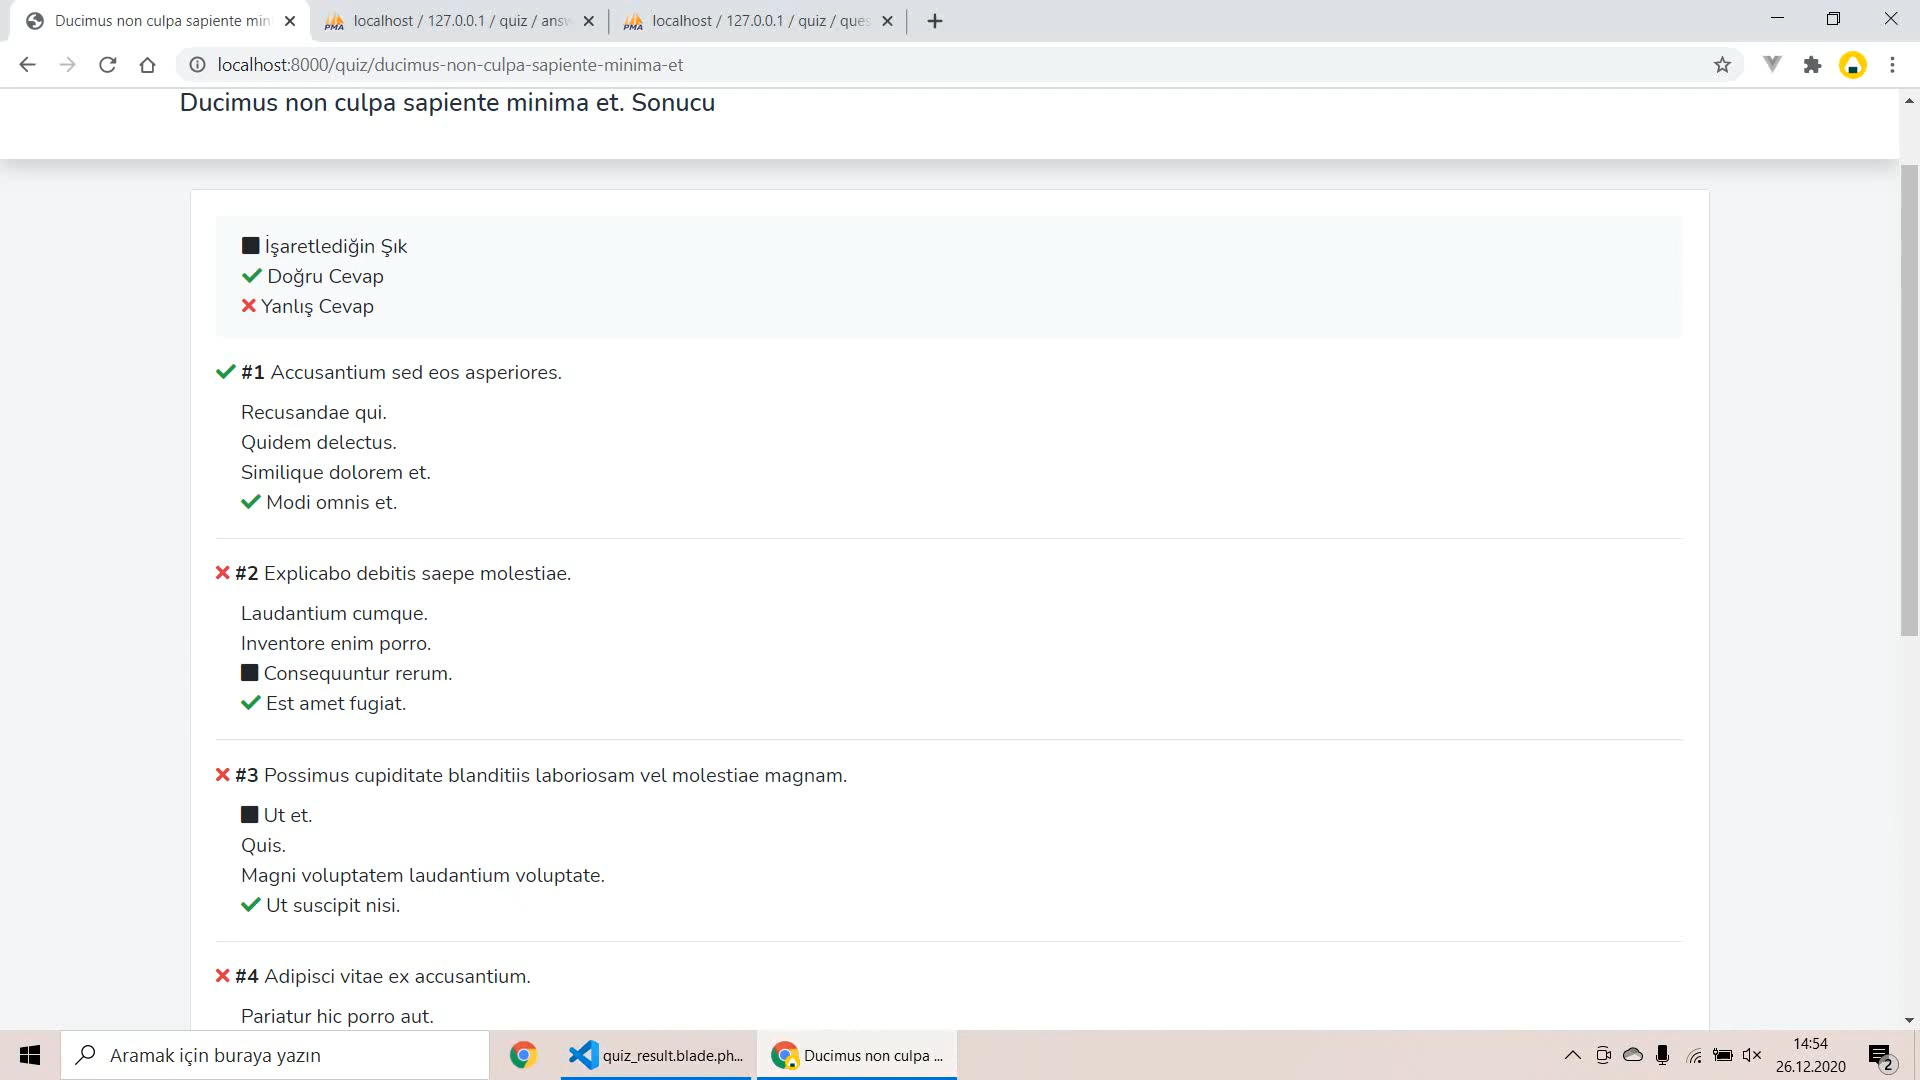 Ducimus non culpa sapiente min
localhost / 127.0.0.1 / quiz / answ
localhost / 127.0.0.1 / quiz / ques
localhost:8000/quiz/ducimus-non-culpa-sapiente-minima-et
Ducimus non culpa sapiente minima et. Sonucu
İşaretlediğin Şık
Doğru Cevap
Yanlış Cevap
#1 Accusantium sed eos asperiores.
Recusandae qui.
Quidem delectus.
Similique dolorem et.
Modi omnis et.
#2 Explicabo debitis saepe molestiae.
Laudantium cumque.
Inventore enim porro.
Consequuntur rerum.
Est amet fugiat.
#3 Possimus cupiditate blanditiis laboriosam vel molestiae magnam.
Ut et.
Quis.
Magni voluptatem laudantium voluptate.
Ut suscipit nisi.
#4 Adipisci vitae ex accusantium.
Pariatur hic porro aut.
Aramak için buraya yazın
quiz_result.blade.ph...
Ducimus non culpa ...
14:54
26.12.2020
2